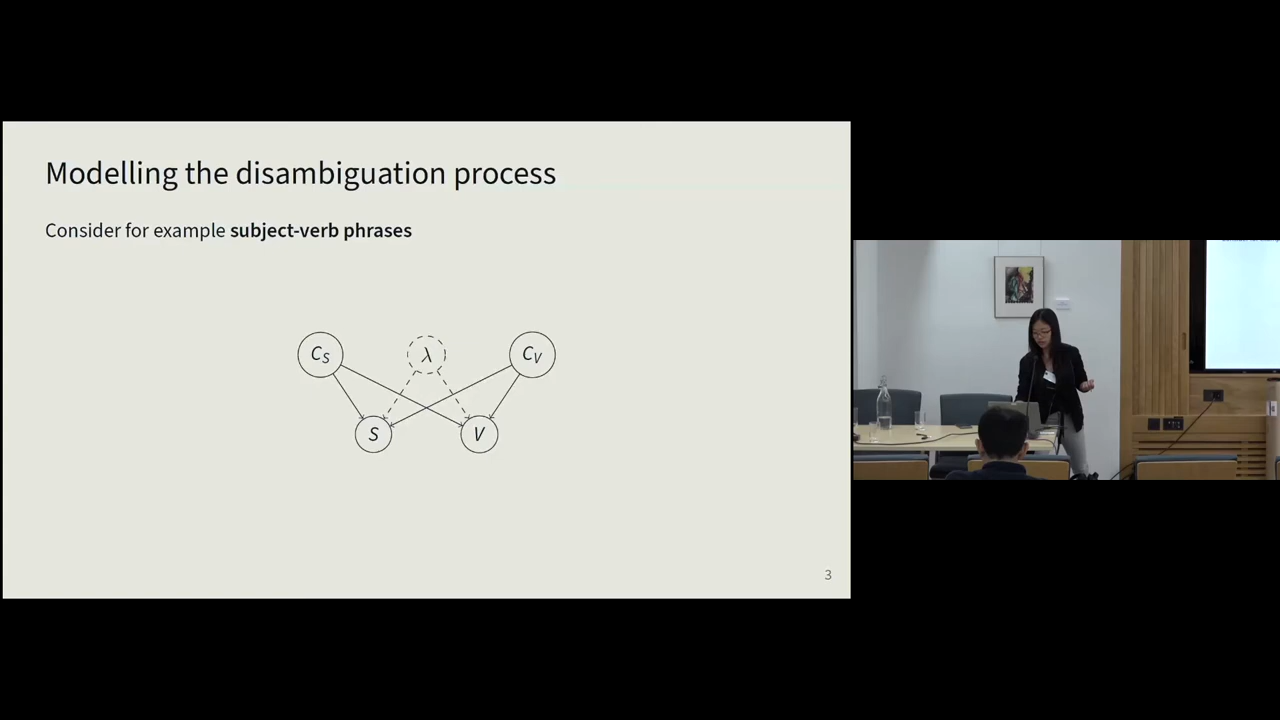 Modelling the disambiguation process
Consider for example subject-verb phrases
C_S λ C_V
S V
3